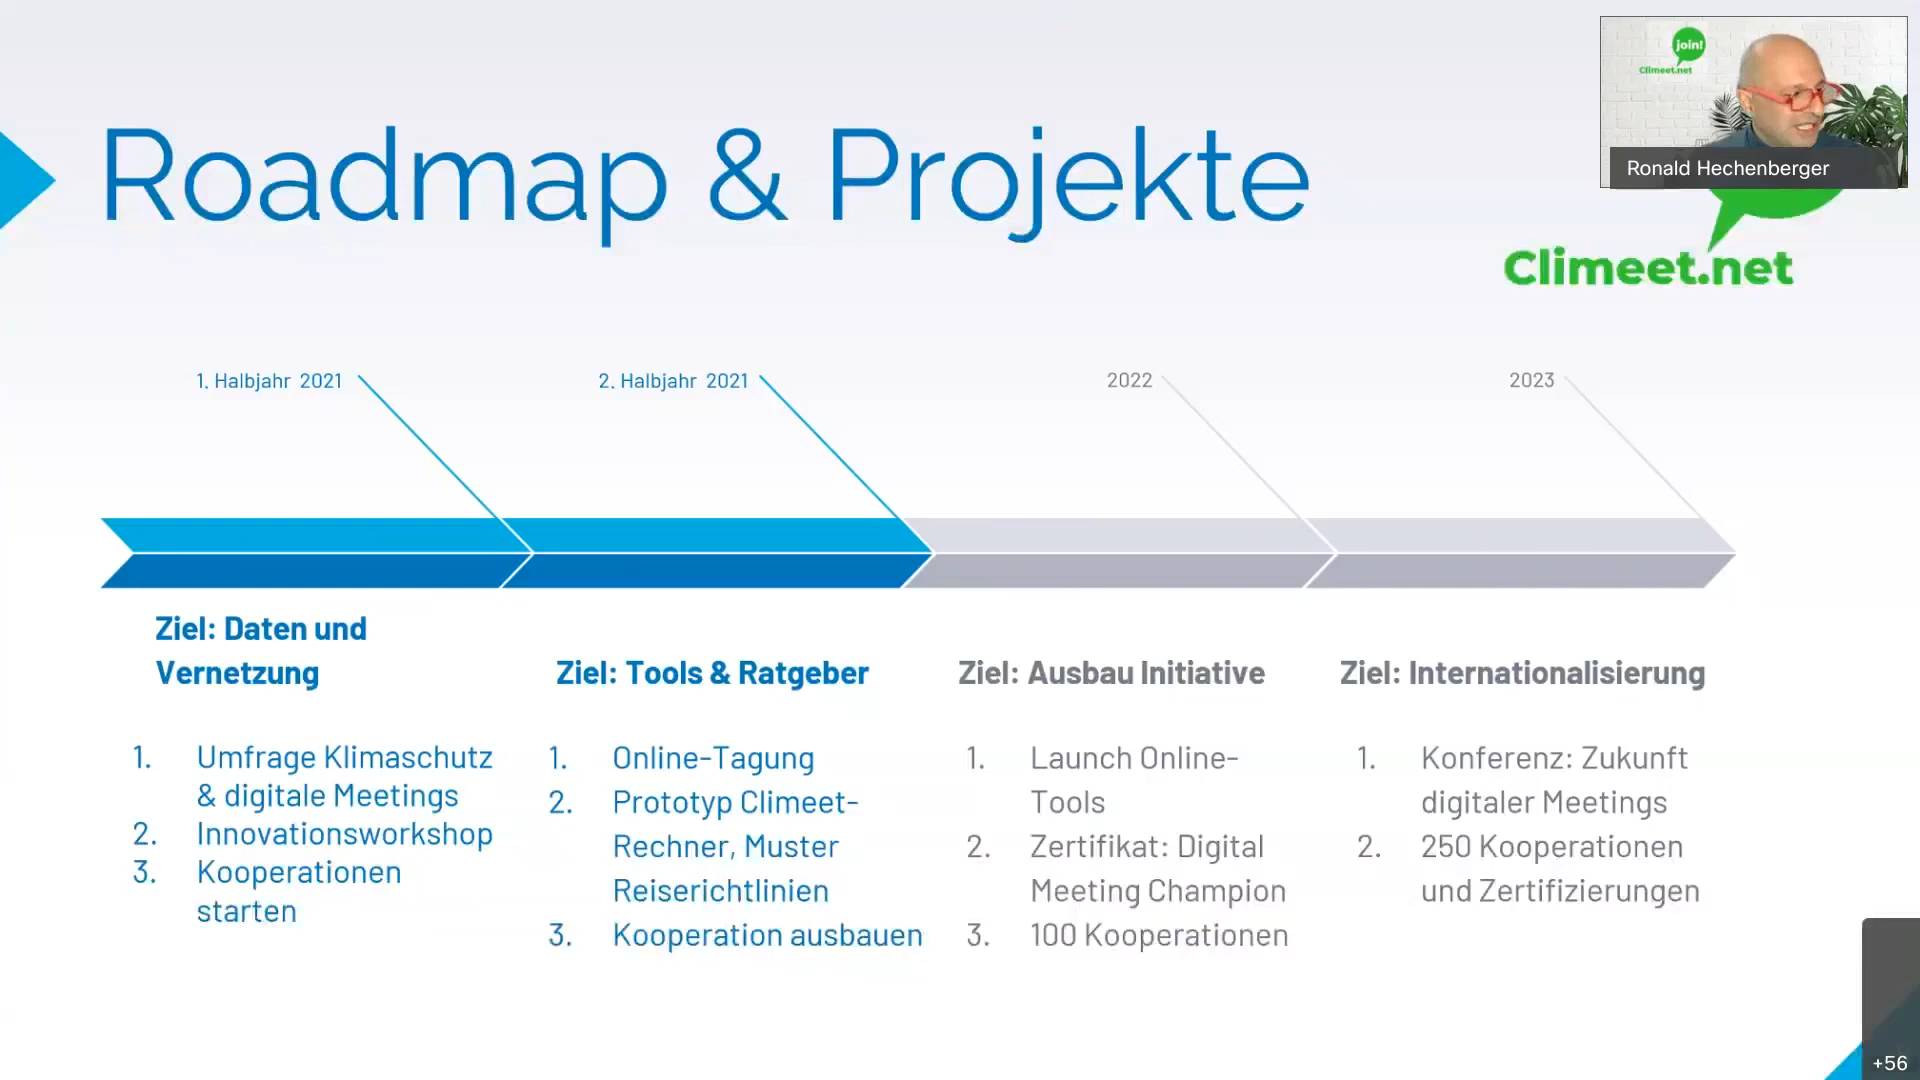 join!
Climeet.net
Ronald Hechenberger
Roadmap & Projekte
Climeet.net
1. Halbjahr 2021
2. Halbjahr 2021
2022
2023
Ziel: Daten und
Vernetzung
1. Umfrage Klimaschutz
& digitale Meetings
2. Innovationsworkshop
3. Kooperationen
starten
Ziel: Tools & Ratgeber
1. Online-Tagung
2. Prototyp Climeet-
Rechner, Muster
Reiserichtlinien
3. Kooperation ausbauen
Ziel: Ausbau Initiative
1. Launch Online-
Tools
2. Zertifikat: Digital
Meeting Champion
3. 100 Kooperationen
Ziel: Internationalisierung
1. Konferenz: Zukunft
digitaler Meetings
2. 250 Kooperationen
und Zertifizierungen
+56